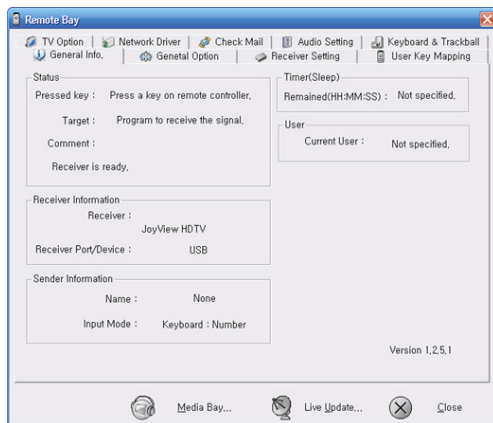 Remote Bay
TV Option Network Driver Check Mail Audio Setting Keyboard & Trackball
General Info, Genetal Option Receiver Setting User Key Mapping
Status
Pressed key : Press a key on remote controller,
Target : Program to receive the signal,
Comment :
Receiver is ready,
Timer(Sleep)
Remained(HH:MM:SS) : Not specified,
User
Current User : Not specified,
Receiver Information
Receiver :
JoyView HDTV
Receiver Port/Device : USB
Sender Information
Name : None
Input Mode : Keyboard : Number
Version 1,2,5,1
Media Bay... Live Update... Close